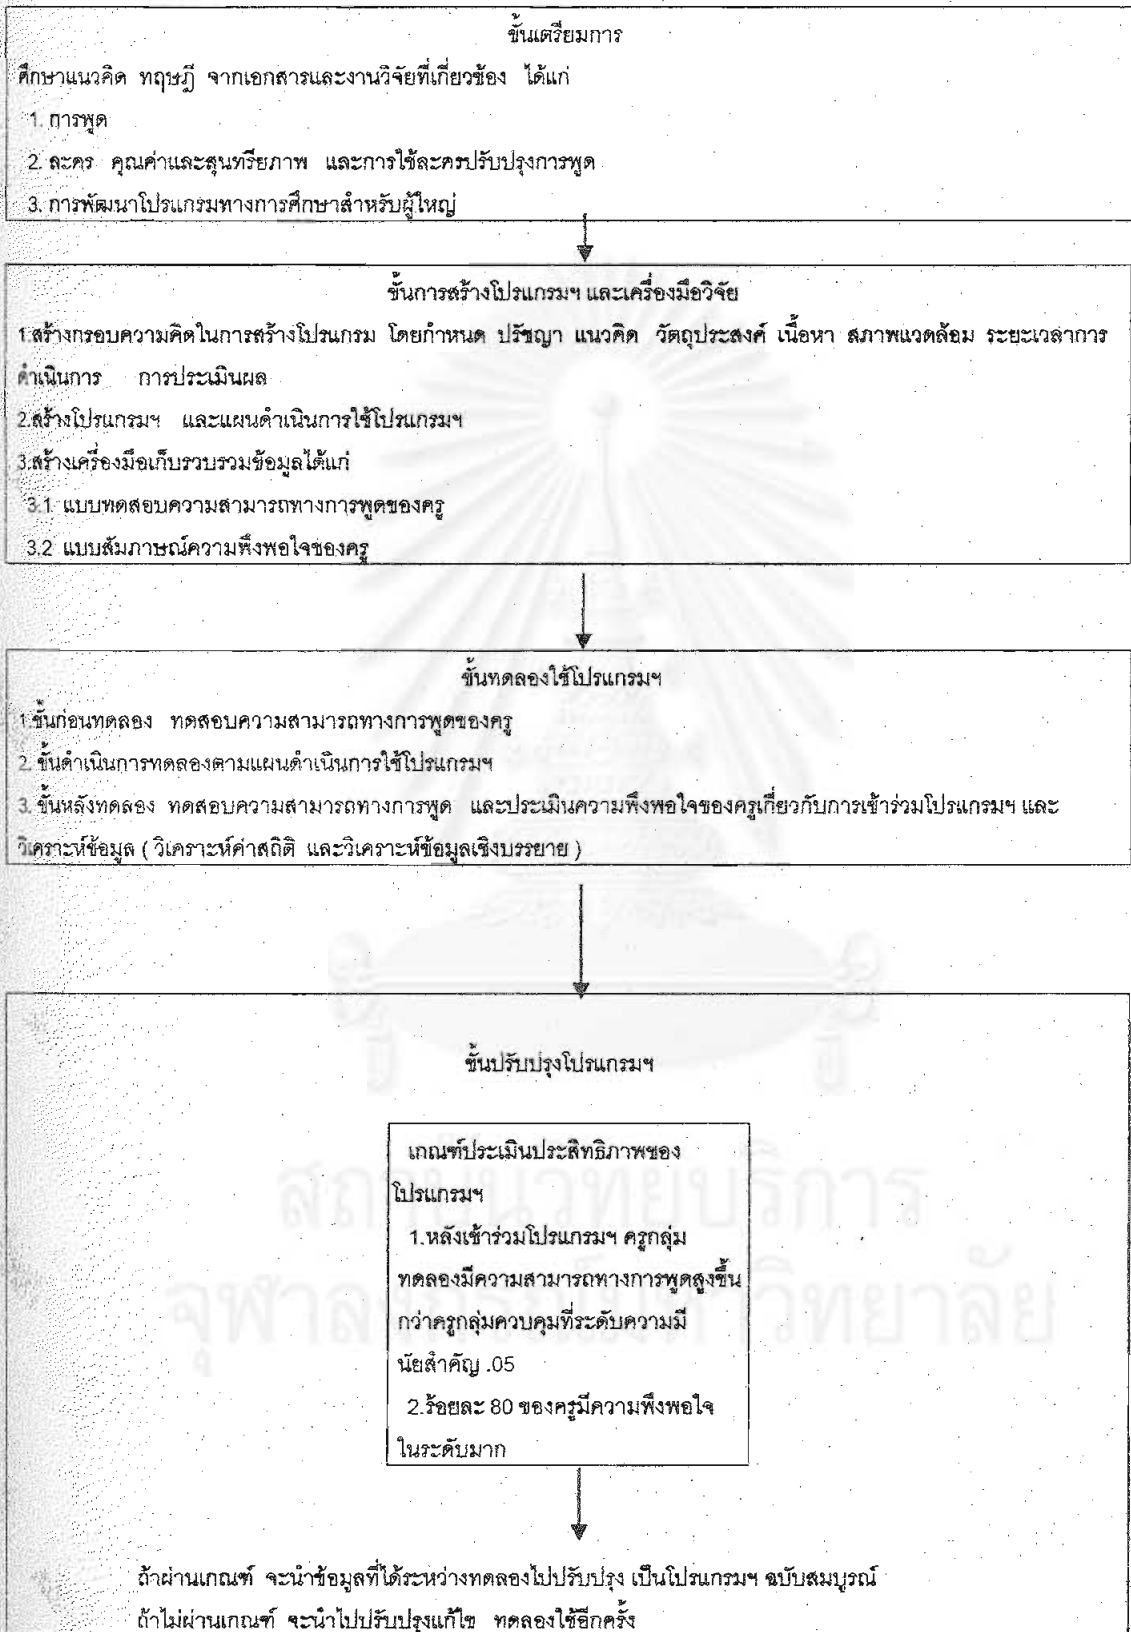 ขั้นเตรียมการ
ศึกษาแนวคิด ทฤษฎี จากเอกสารและงานวิจัยที่เกี่ยวข้อง ได้แก่
1. การพูด
2. ละคร คุณค่าและสุนทรียภาพ และการใช้ละครปรับปรุงการพูด
3. การพัฒนาโปรแกรมทางการศึกษาสำหรับผู้ใหญ่
ขั้นการสร้างโปรแกรมฯ และเครื่องมือวิจัย
1.สร้างกรอบความคิดในการสร้างโปรแกรม โดยกำหนด ปรัชญา แนวคิด วัตถุประสงค์ เนื้อหา สภาพแวดล้อม ระยะเวลาการ
ดำเนินการ การประเมินผล
2.สร้างโปรแกรมฯ และแผนดำเนินการใช้โปรแกรมฯ
3.สร้างเครื่องมือเก็บรวบรวมข้อมูลได้แก่
3.1 แบบทดสอบความสามารถทางการพูดของครู
3.2 แบบสัมภาษณ์ความพึงพอใจของครู
ขั้นทดลองใช้โปรแกรมฯ
1.ขั้นก่อนทดลอง ทดสอบความสามารถทางการพูดของครู
2. ขั้นดำเนินการทดลองตามแผนดำเนินการใช้โปรแกรมฯ
3. ขั้นหลังทดลอง ทดสอบความสามารถทางการพูด และประเมินความพึงพอใจของครูเกี่ยวกับการเข้าร่วมโปรแกรมฯ และ
วิเคราะห์ข้อมูล ( วิเคราะห์ค่าสถิติ และวิเคราะห์ข้อมูลเชิงบรรยาย )
ขั้นปรับปรุงโปรแกรมฯ
เกณฑ์ประเมินประสิทธิภาพของ
โปรแกรมฯ
1.หลังเข้าร่วมโปรแกรมฯ ครูกลุ่ม
ทดลองมีความสามารถทางการพูดสูงขึ้น
กว่าครูกลุ่มควบคุมที่ระดับความมี
นัยสำคัญ .05
2.ร้อยละ 80 ของครูมีความพึงพอใจ
ในระดับมาก
สถาบันวิทยบริการ
จุฬาลงกรณ์มหาวิทยาลัย
ถ้าผ่านเกณฑ์ จะนำข้อมูลที่ได้ระหว่างทดลองไปปรับปรุง เป็นโปรแกรมฯ ฉบับสมบูรณ์
ถ้าไม่ผ่านเกณฑ์ จะนำไปปรับปรุงแก้ไข ทดลองใช้อีกครั้ง